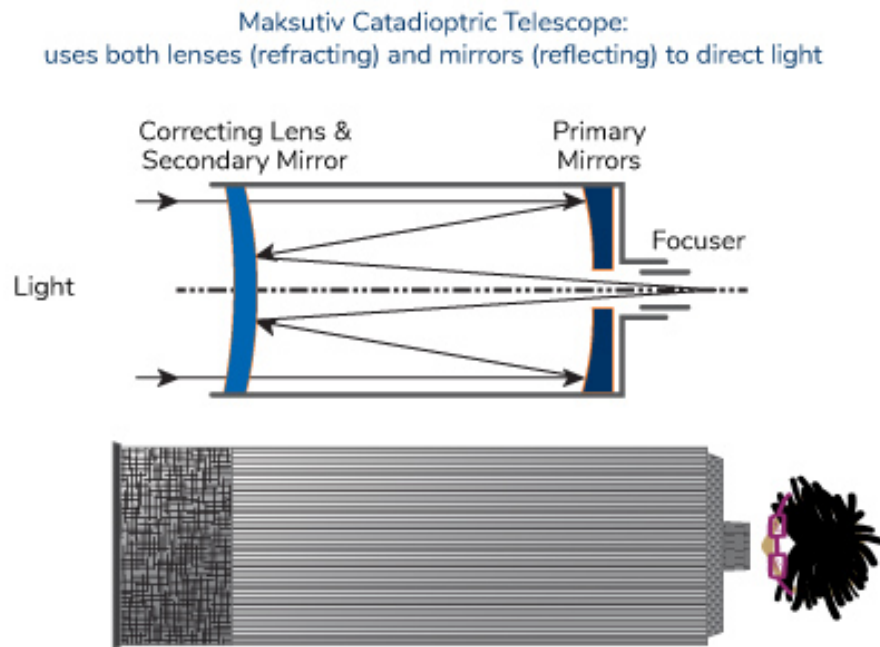 Maksutiv Catadioptric Telescope:
uses both lenses (refracting) and mirrors (reflecting) to direct light
Correcting Lens &
Secondary Mirror
Primary
Mirrors
Focuser
Light